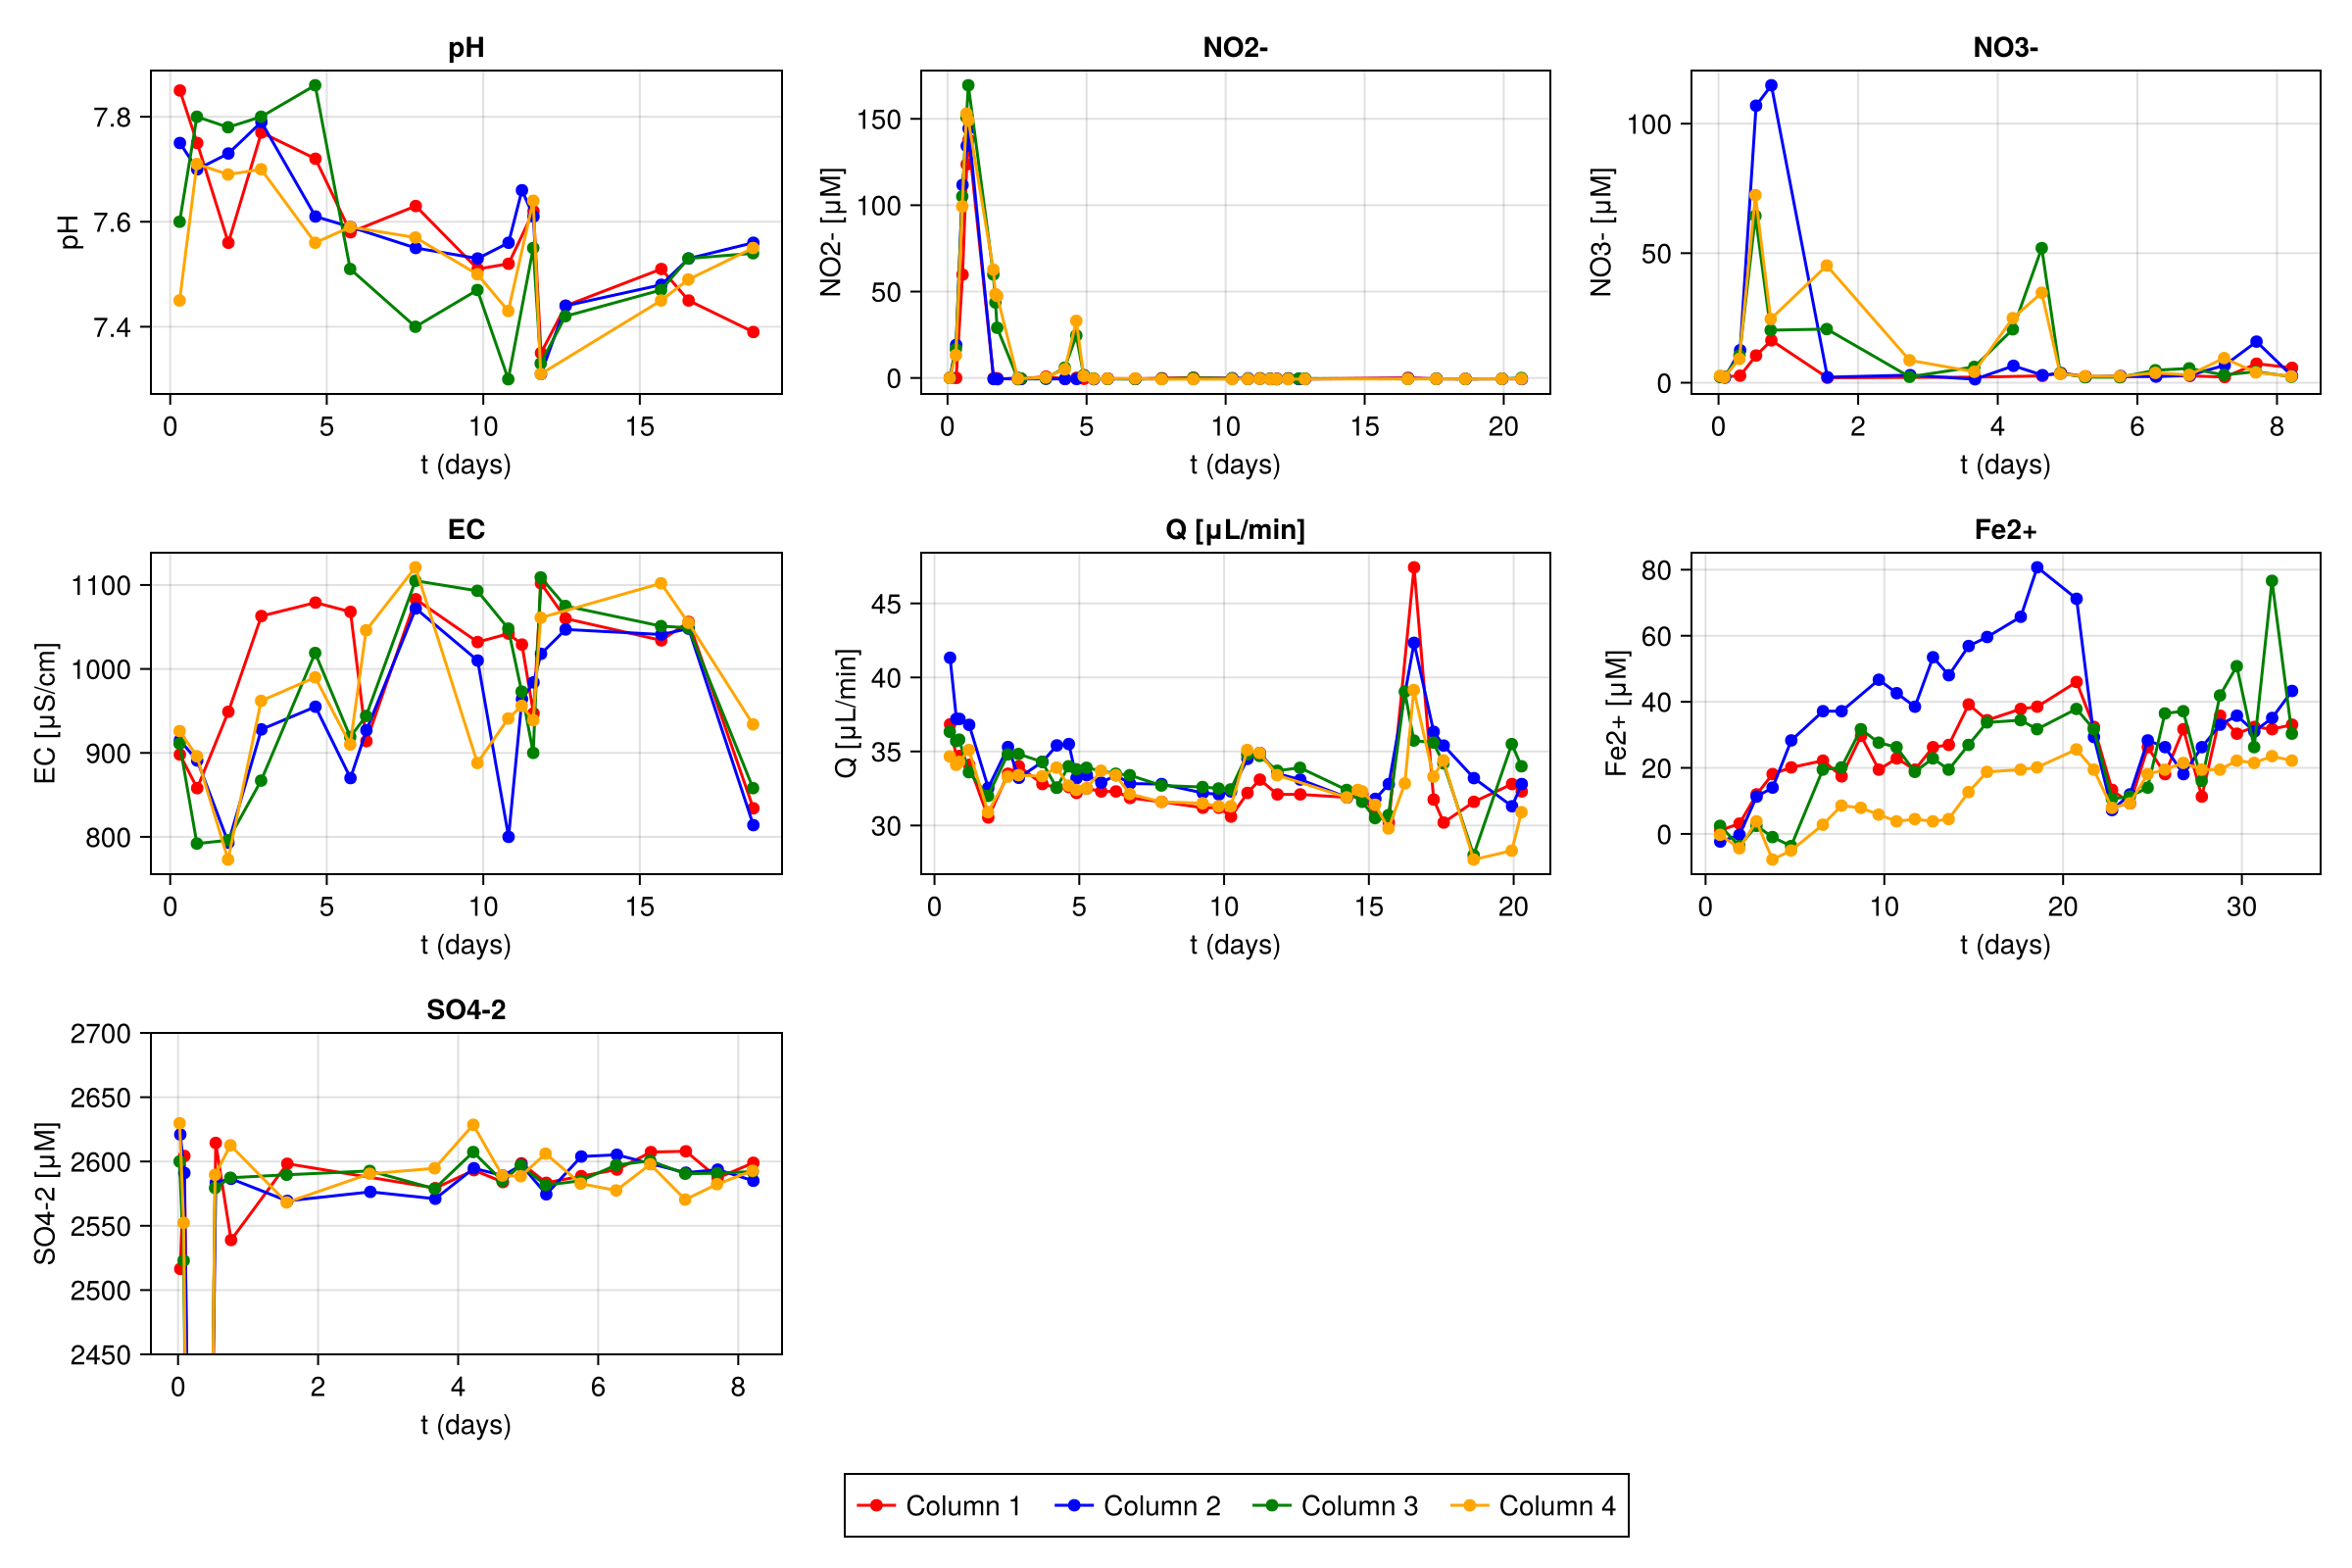 pH
NO2-
NO3-
pH
7.8
7.6
7.4
0 5 10 15
t (days)
NO2- [µM]
150
100
50
0
0 5 10 15 20
t (days)
NO3- [µM]
100
50
0
0 2 4 6 8
t (days)
EC
Q [µL/min]
Fe2+
EC [µS/cm]
1100
1000
900
800
0 5 10 15
t (days)
Q [µL/min]
45
40
35
30
0 5 10 15 20
t (days)
Fe2+ [µM]
80
60
40
20
0
0 10 20 30
t (days)
SO4-2
SO4-2 [µM]
2700
2650
2600
2550
2500
2450
0 2 4 6 8
t (days)
Column 1 Column 2 Column 3 Column 4